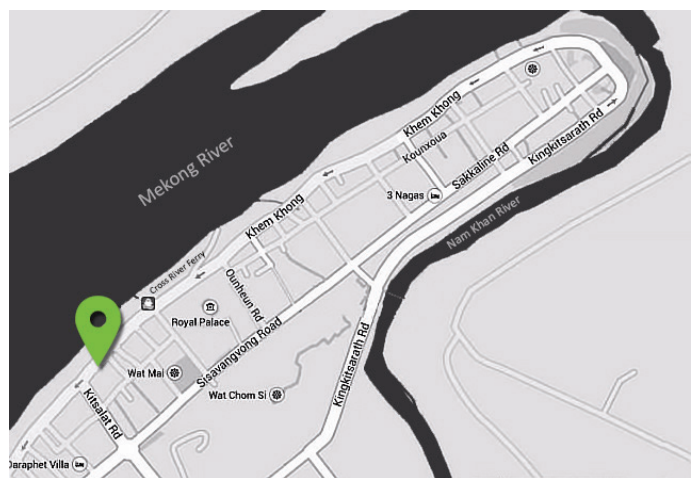 Khem Khong
Kounxoua
Kingkitsarath Rd
Sakkaline Rd
Mekong River
3 Nagas
Khem Khong
Nam Khan River
Cross River Ferry
Ounheun Rd
Royal Palace
Sisavangvong Road
Kingkitsarath Rd
Wat Mai
Wat Chom Si
Kitsalat Rd
Daraphet Villa